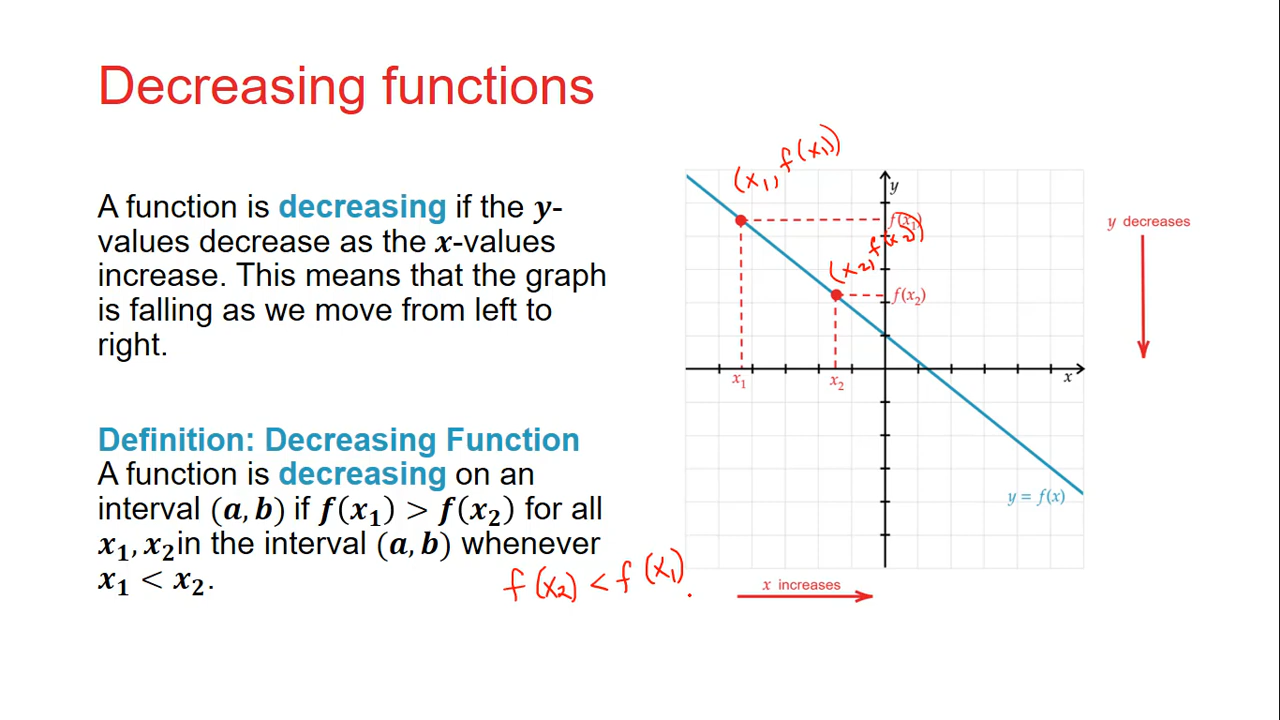 Decreasing functions
A function is decreasing if the y-
values decrease as the x-values
increase. This means that the graph
is falling as we move from left to
right.
Definition: Decreasing Function
A function is decreasing on an
interval (a, b) if f(x₁) > f(x₂) for all
x₁, x₂ in the interval (a, b) whenever
x₁ < x₂.
f(x₂) < f(x₁)
(x₁, f(x₁))
y
f(x₁)
(x₂, f(x₂))
f(x₂)
x₁
x₂
x
y = f(x)
x increases
y decreases